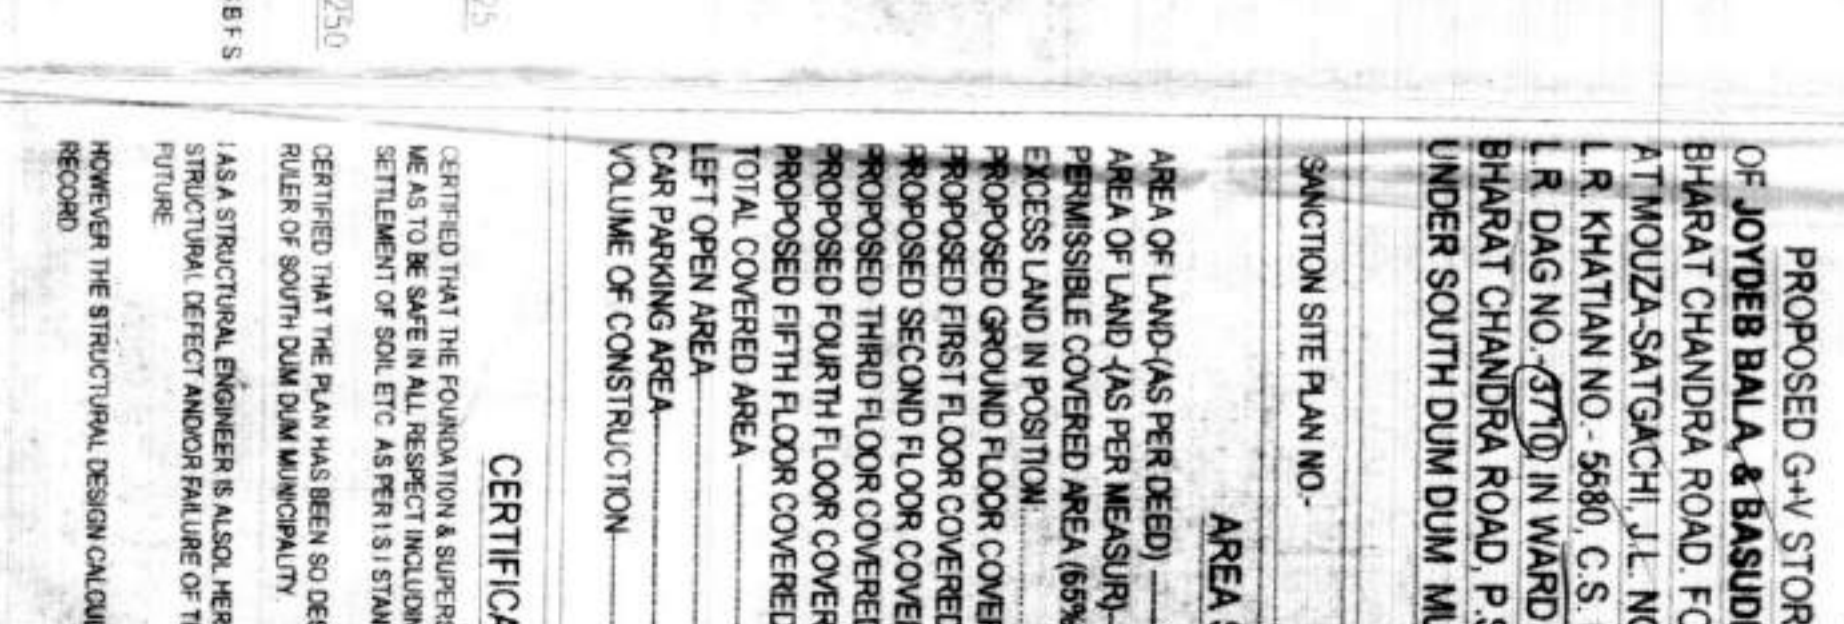 PROPOSED G+V STOR
OF JOYDEB BALA, & BASUDI
BHARAT CHANDRA ROAD. FO
AT MOUZA-SATGACHI, J.L. NO
L.R. KHATIAN NO.- 5580, C.S.
L.R DAG NO.-3710 IN WARD
BHARAT CHANDRA ROAD, P.S
UNDER SOUTH DUM DUM MU
SANCTION SITE PLAN NO.-
AREA S
AREA OF LAND-(AS PER DEED)
AREA OF LAND -(AS PER MEASUR)-
PERMISSIBLE COVERED AREA (65%
EXCESS LAND IN POSITION
PROPOSED GROUND FLOOR COVER
PROPOSED FIRST FLOOR COVERED
PROPOSED SECOND FLOOR COVE
PROPOSED THIRD FLOOR COVERED
PROPOSED FOURTH FLOOR COVER
PROPOSED FIFTH FLOOR COVERED
TOTAL COVERED AREA
LEFT OPEN AREA
CAR PARKING AREA
VOLUME OF CONSTRUCTION
CERTIFICA
CERTIFIED THAT THE FOUNDATION & SUPERS
ME AS TO BE SAFE IN ALL RESPECT INCLUDIN
SETTLEMENT OF SOIL ETC AS PER I S I STAN
CERTIFIED THAT THE PLAN HAS BEEN SO DES
RULER OF SOUTH DUM DUM MUNICIPALITY.
I AS A STRUCTURAL ENGINEER IS ALSOL HER
STRUCTURAL DEFECT AND/OR FAILURE OF T
FUTURE
HOWEVER THE STRUCTURAL DESIGN CALCUL
RECORD
25
250
B F S